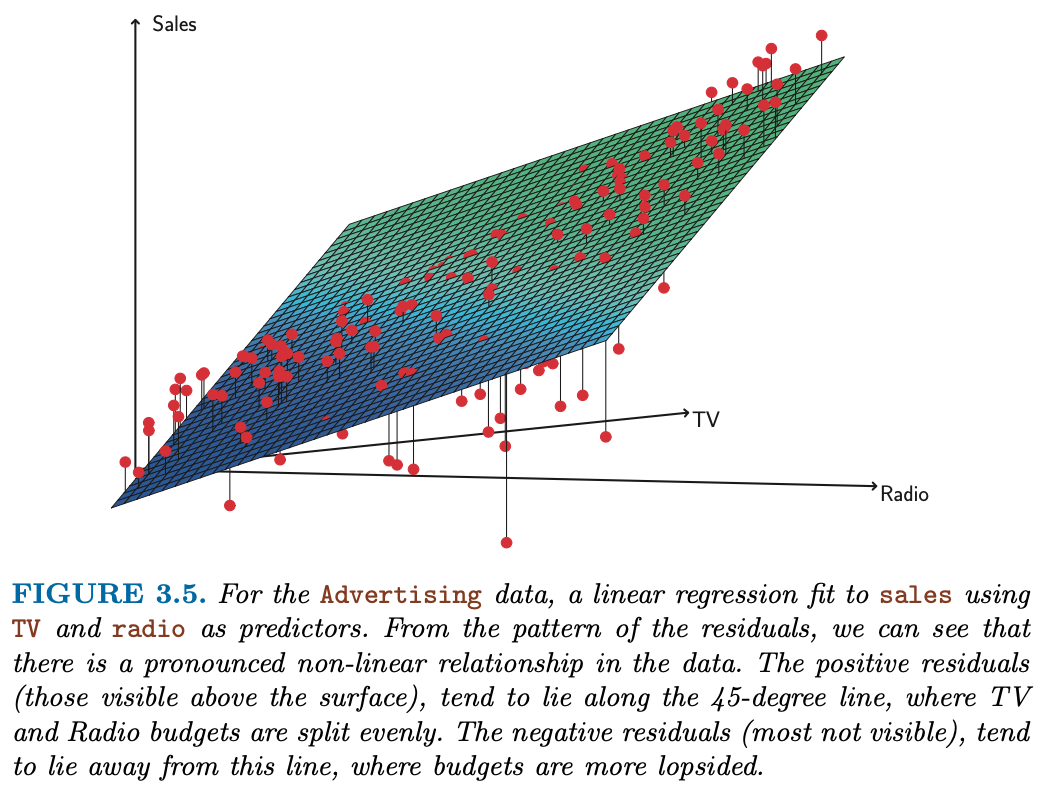 Sales
TV
Radio
FIGURE 3.5. For the Advertising data, a linear regression fit to sales using
TV and radio as predictors. From the pattern of the residuals, we can see that
there is a pronounced non-linear relationship in the data. The positive residuals
(those visible above the surface), tend to lie along the 45-degree line, where TV
and Radio budgets are split evenly. The negative residuals (most not visible), tend
to lie away from this line, where budgets are more lopsided.